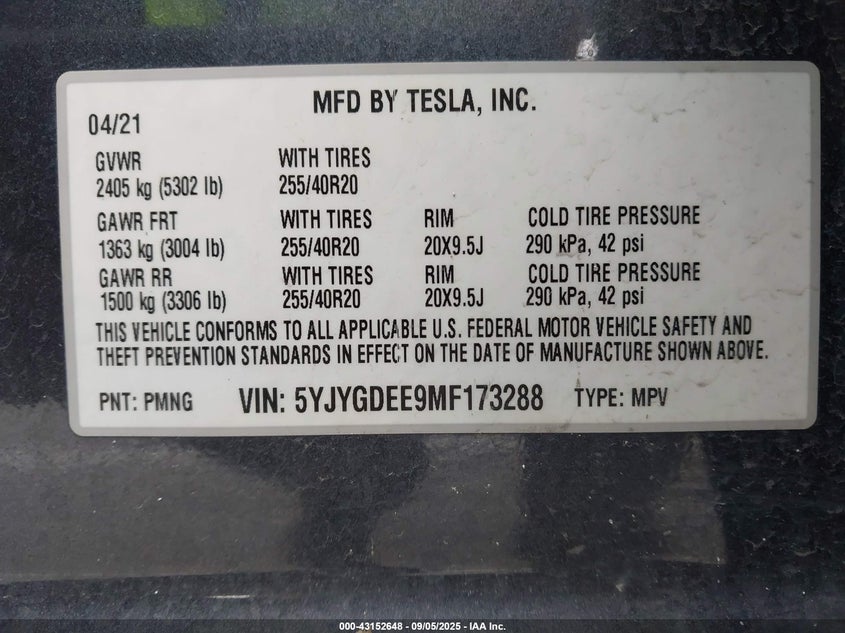 MFD BY TESLA, INC.
04/21
GVWR WITH TIRES
2405 kg (5302 lb) 255/40R20
GAWR FRT WITH TIRES RIM COLD TIRE PRESSURE
1363 kg (3004 lb) 255/40R20 20X9.5J 290 kPa, 42 psi
GAWR RR WITH TIRES RIM COLD TIRE PRESSURE
1500 kg (3306 lb) 255/40R20 20X9.5J 290 kPa, 42 psi
THIS VEHICLE CONFORMS TO ALL APPLICABLE U.S. FEDERAL MOTOR VEHICLE SAFETY AND
THEFT PREVENTION STANDARDS IN EFFECT ON THE DATE OF MANUFACTURE SHOWN ABOVE.
PNT: PMNG VIN: 5YJYGDEE9MF173288 TYPE: MPV
000-43152648 - 09/05/2025 - IAA Inc.